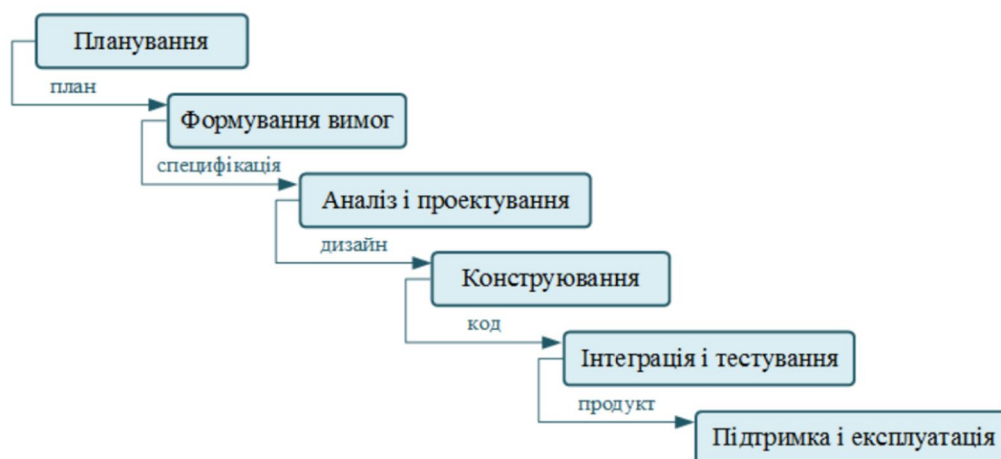 Планування
план
Формування вимог
специфікація
Аналіз і проектування
дизайн
Конструювання
код
Інтеграція і тестування
продукт
Підтримка і експлуатація